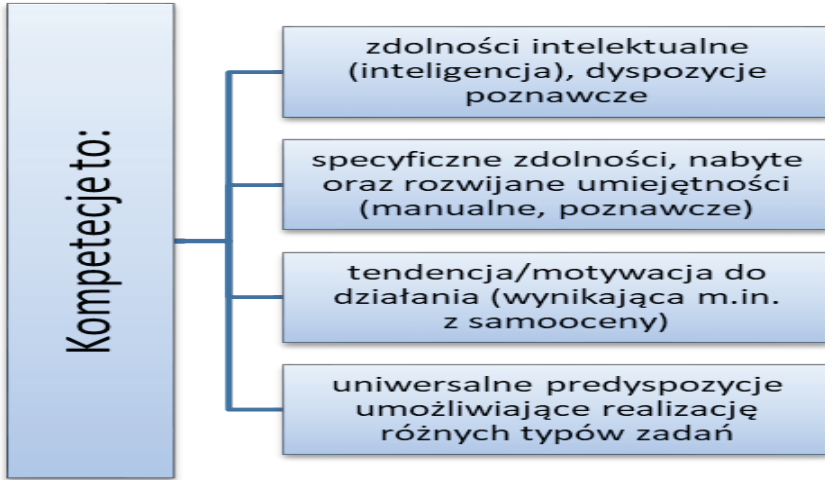 Kompetecje to:
zdolności intelektualne
(inteligencja), dyspozycje
poznawcze
specyficzne zdolności, nabyte
oraz rozwijane umiejętności
(manualne, poznawcze)
tendencja/motywacja do
działania (wynikająca m.in.
z samooceny)
uniwersalne predyspozycje
umożliwiające realizację
różnych typów zadań